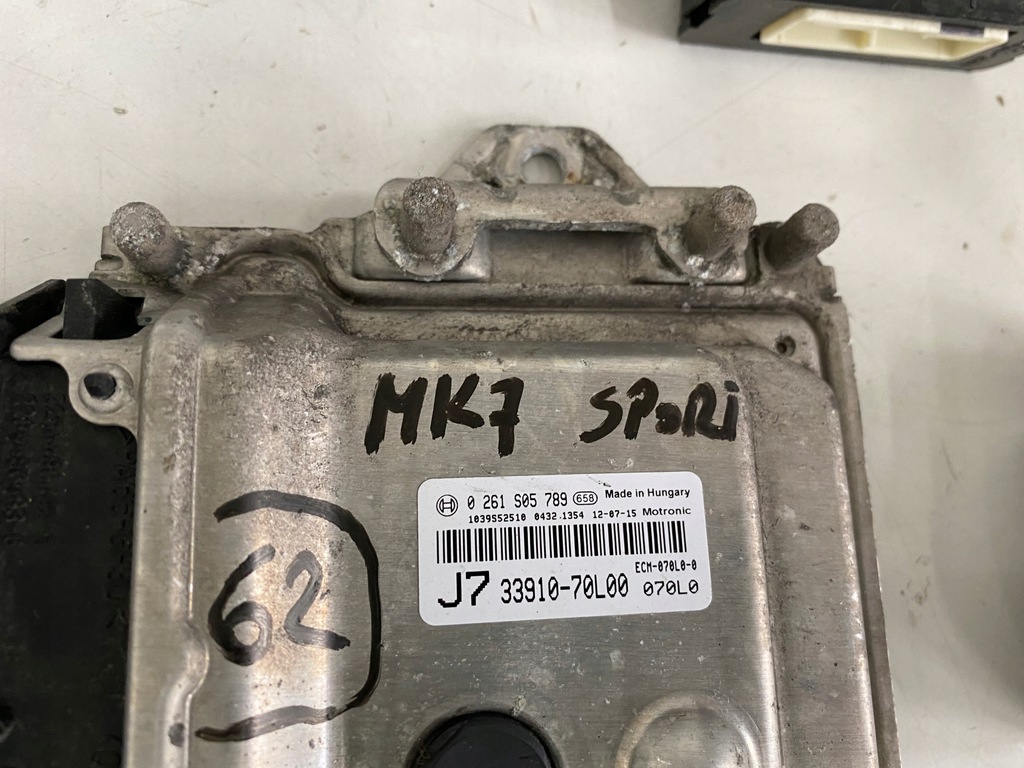 MK7 SPoRi
0 261 S05 789 658 Made in Hungary
1039S52510 0432.1354 12-07-15 Motronic
ECM-070L0-0
J7 33910-70L00 070L0
62